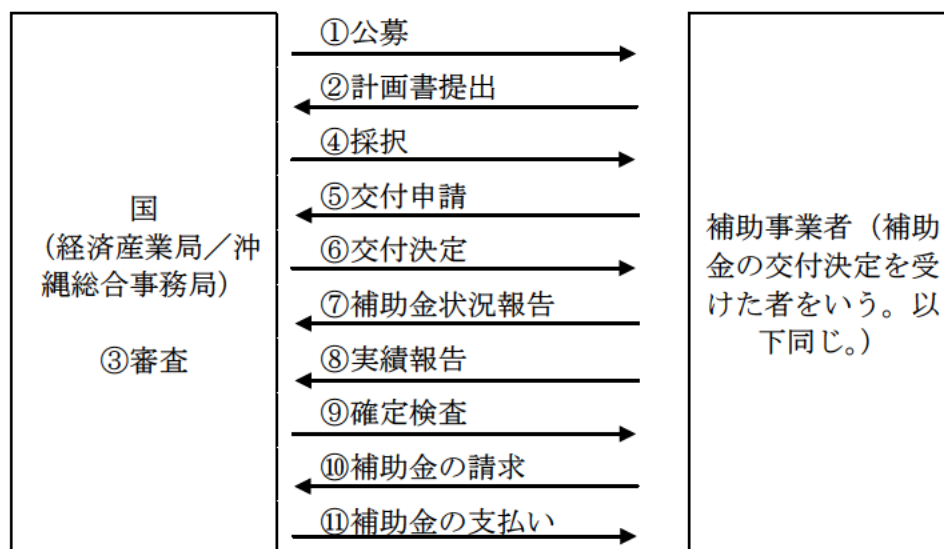 国
(経済産業局/沖
縄総合事務局)
③審査
①公募
②計画書提出
④採択
⑤交付申請
⑥交付決定
⑦補助金状況報告
⑧実績報告
⑨確定検査
⑩補助金の請求
⑪補助金の支払い
補助事業者(補助
金の交付決定を受
けた者をいう。以
下同じ。)